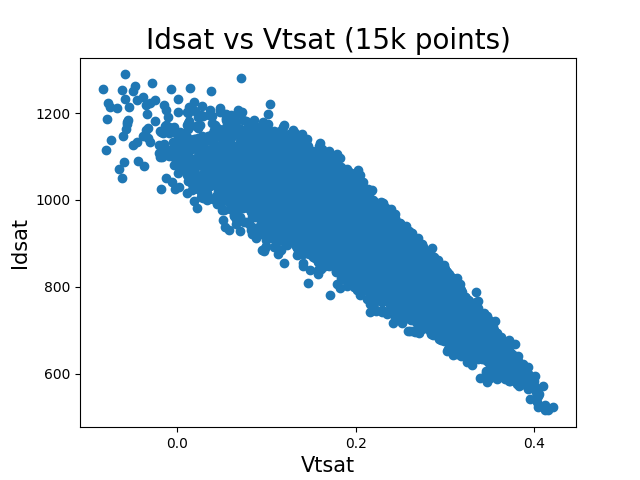 Idsat vs Vtsat (15k points)
1200
1000
800
600
Idsat
0.0 0.2 0.4
Vtsat